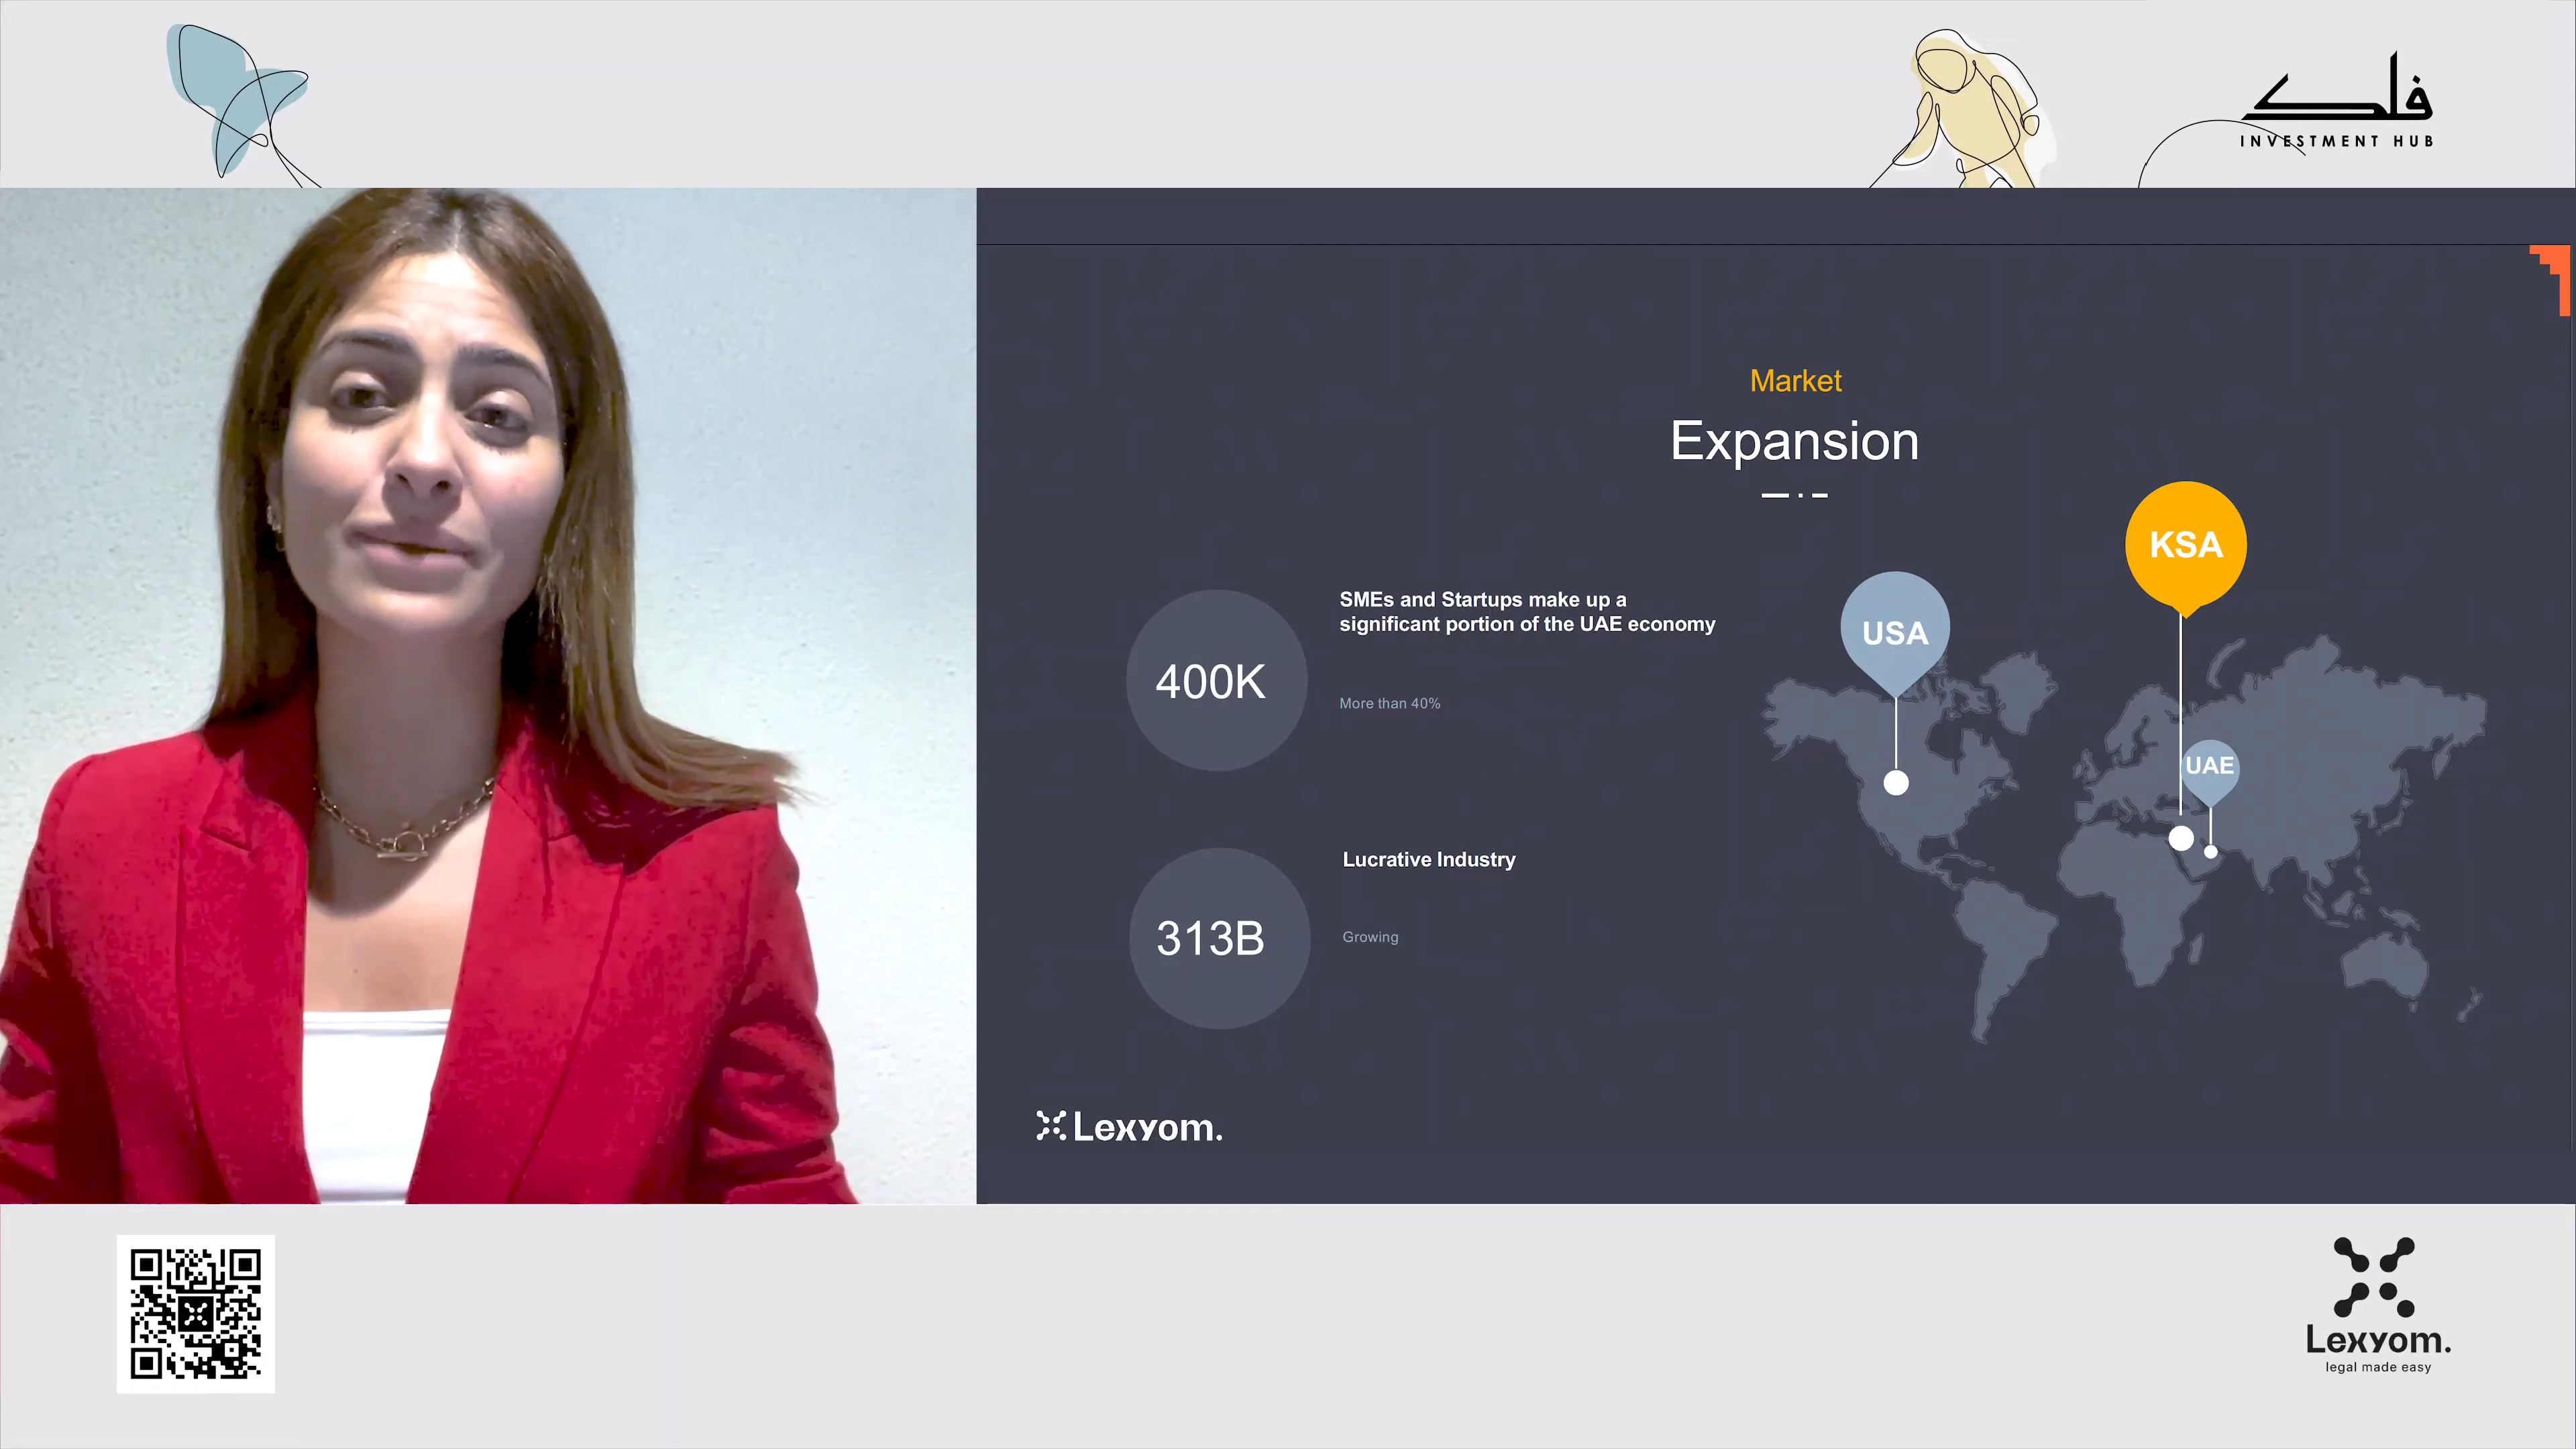 فلك
INVESTMENT HUB
Market
Expansion
KSA
USA
UAE
400K
SMEs and Startups make up a
significant portion of the UAE economy
More than 40%
313B
Lucrative Industry
Growing
Lexyom.
Lexyom.
legal made easy